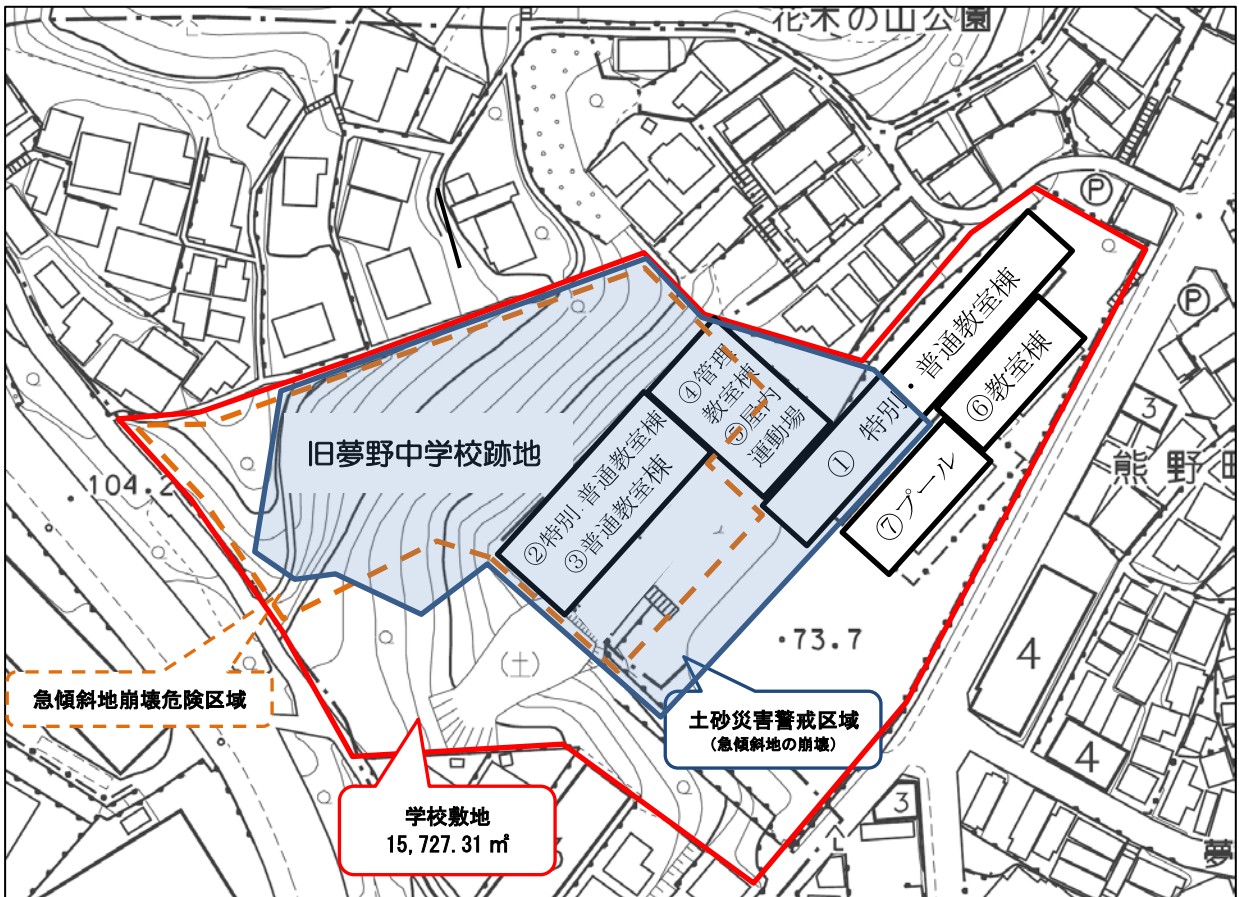 花木の山公園
P
P
①特別・普通教室棟
④管理
教室棟
⑤屋内
運動場
⑥教室棟
3
②特別・普通教室棟
③普通教室棟
旧夢野中学校跡地
⑦プール
熊野町
104.2
・73.7
(土)
4
急傾斜地崩壊危険区域
土砂災害警戒区域
(急傾斜地の崩壊)
4
学校敷地
15,727.31 ㎡
3
夢